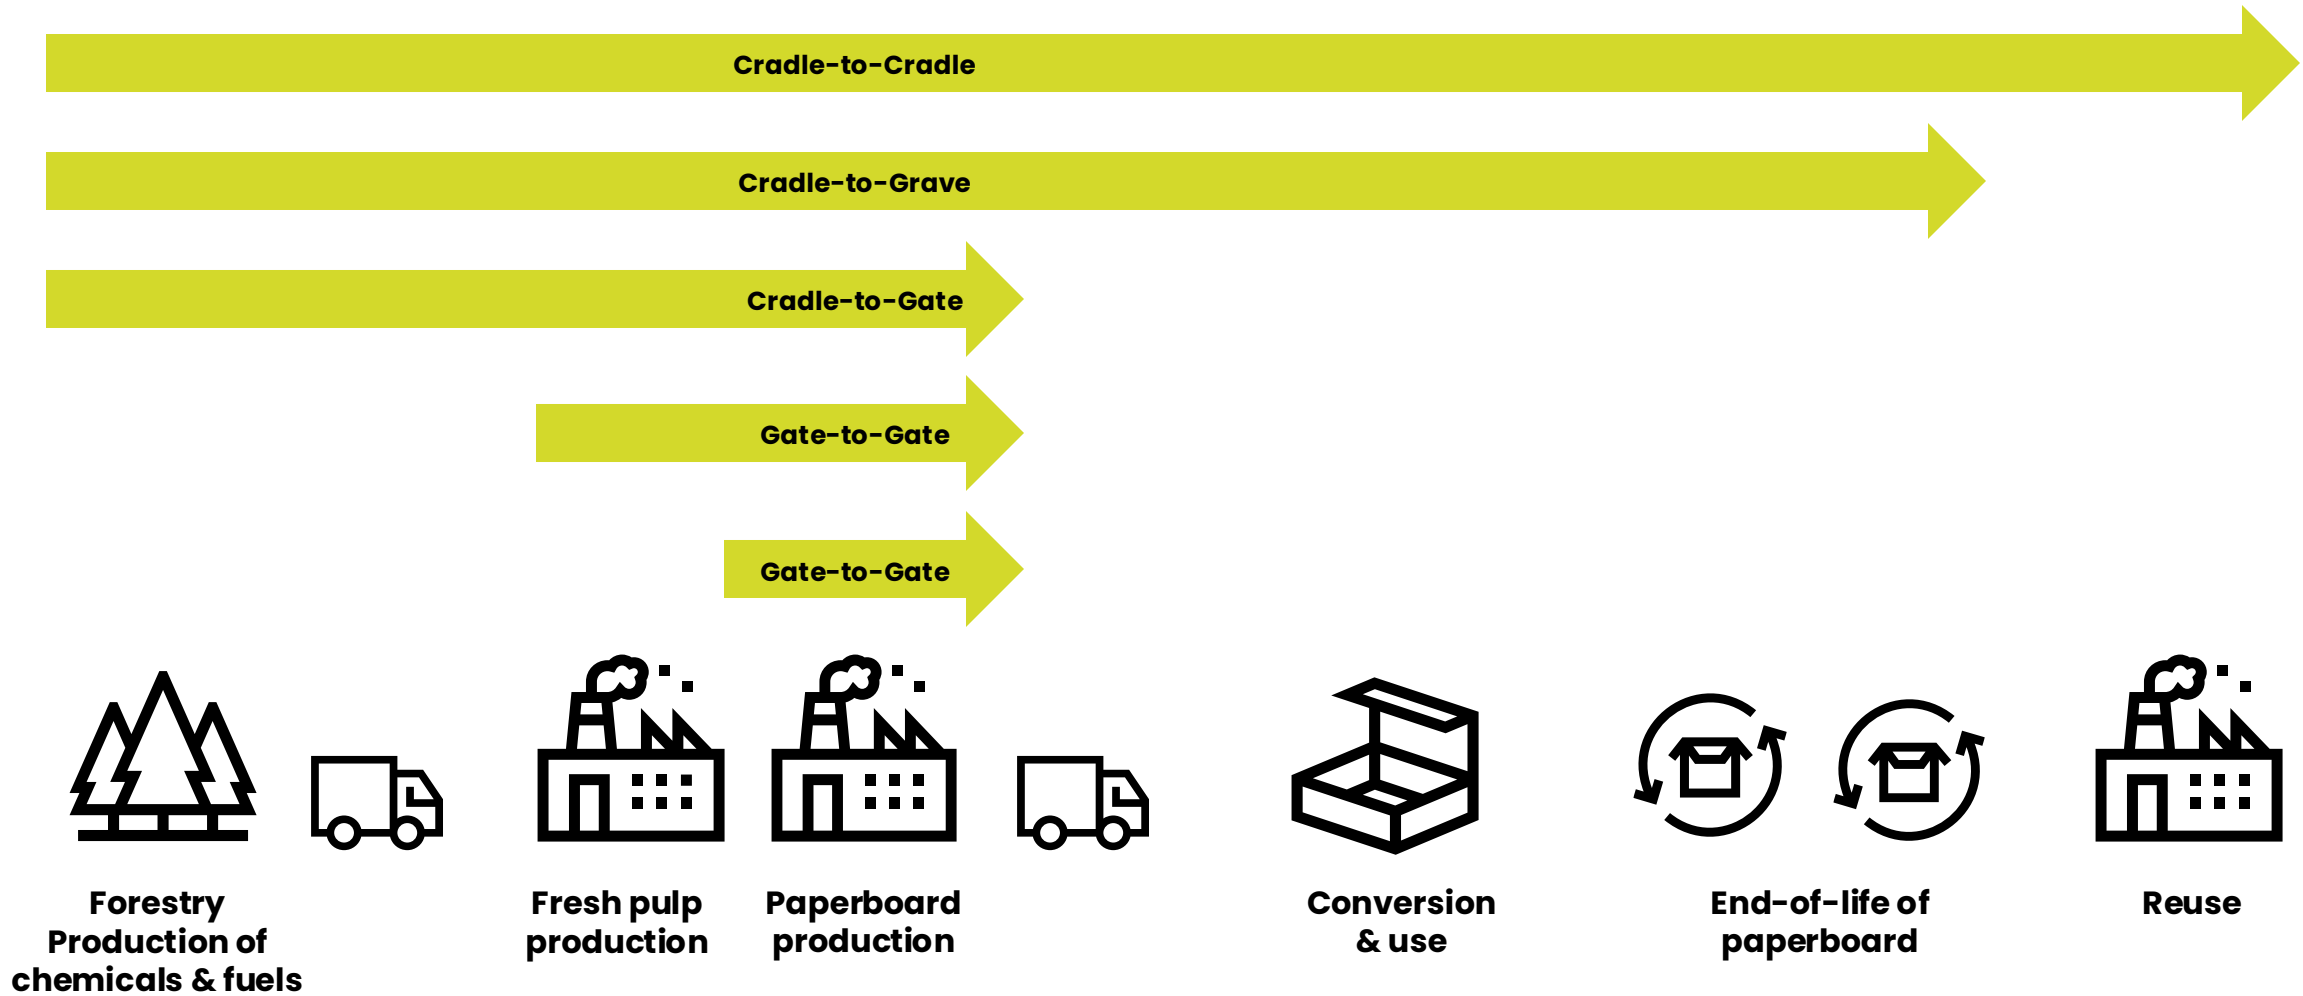 Cradle-to-Cradle
Cradle-to-Grave
Cradle-to-Gate
Gate-to-Gate
Gate-to-Gate
Forestry
Production of
chemicals & fuels
Fresh pulp
production
Paperboard
production
Conversion
& use
End-of-life of
paperboard
Reuse